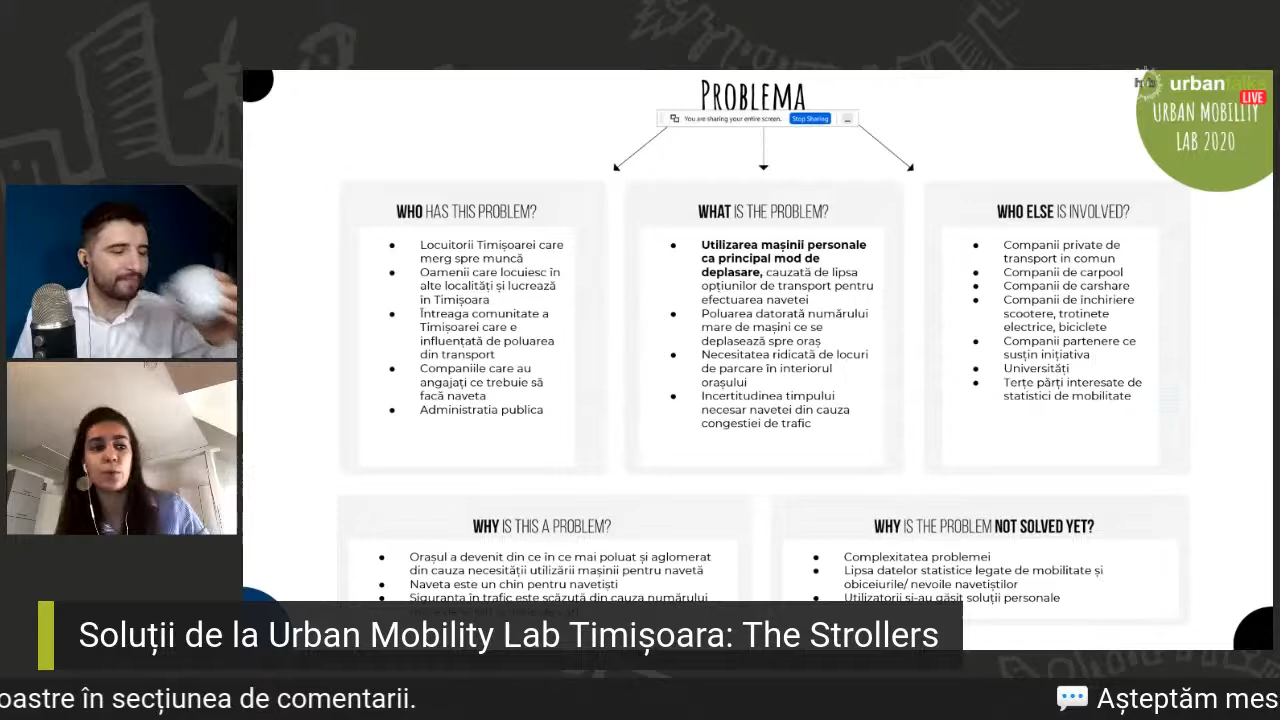 PROBLEMA
You are sharing your entire screen. Stop Sharing
urbantalks
LIVE
URBAN MOBILITY
LAB 2020
WHO HAS THIS PROBLEM?
Locuitorii Timișoarei care
merg spre muncă
Oamenii care locuiesc în
alte localități și lucrează
în Timișoara
Întreaga comunitate a
Timișoarei care e
influențată de poluarea
din transport
Companiile care au
angajați ce trebuie să
facă naveta
Administratia publica
WHAT IS THE PROBLEM?
Utilizarea mașinii personale
ca principal mod de
deplasare, cauzată de lipsa
opțiunilor de transport pentru
efectuarea navetei
Poluarea datorată numărului
mare de mașini ce se
deplasează spre oraș
Necesitatea ridicată de locuri
de parcare în interiorul
orașului
Incertitudinea timpului
necesar navetei din cauza
congestiei de trafic
WHO ELSE IS INVOLVED?
Companii private de
transport in comun
Companii de carpool
Companii de carshare
Companii de închiriere
scootere, trotinete
electrice, biciclete
Companii partenere ce
susțin inițiativa
Universități
Terțe părți interesate de
statistici de mobilitate
WHY IS THIS A PROBLEM?
Orașul a devenit din ce în ce mai poluat și aglomerat
din cauza necesității utilizării mașinii pentru navetă
Naveta este un chin pentru navetiști
Siguranța în trafic este scăzută din cauza numărului
WHY IS THE PROBLEM NOT SOLVED YET?
Complexitatea problemei
Lipsa datelor statistice legate de mobilitate și
obiceiurile/ nevoile navetiștilor
Utilizatorii și-au găsit soluții personale
Soluții de la Urban Mobility Lab Timișoara: The Strollers
oastre în secțiunea de comentarii.
💬 Așteptăm mes